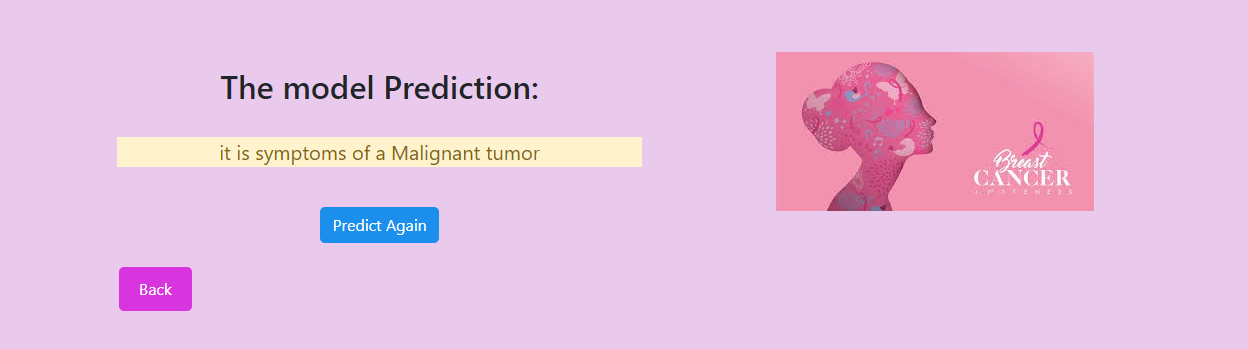 The model Prediction:
it is symptoms of a Malignant tumor
Predict Again
Back
Breast
CANCER
AWARENESS